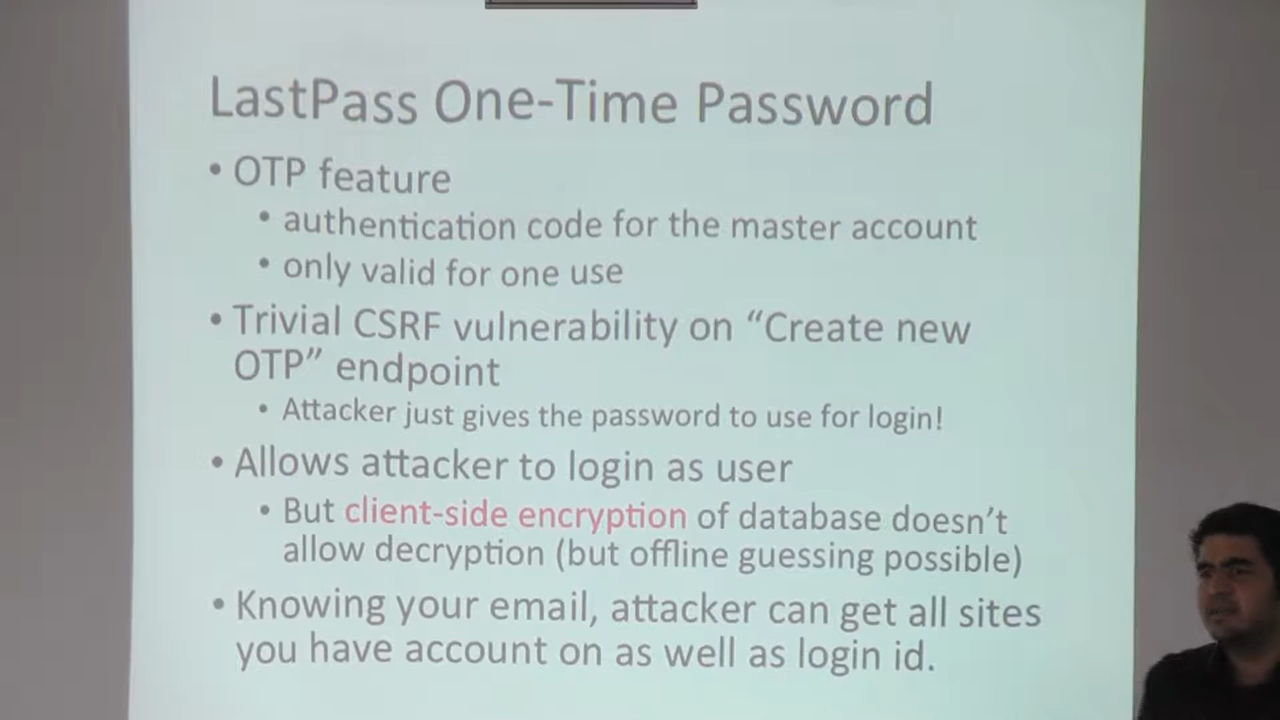 LastPass One-Time Password
• OTP feature
• authentication code for the master account
• only valid for one use
• Trivial CSRF vulnerability on “Create new
OTP” endpoint
• Attacker just gives the password to use for login!
• Allows attacker to login as user
• But client-side encryption of database doesn’t
allow decryption (but offline guessing possible)
• Knowing your email, attacker can get all sites
you have account on as well as login id.